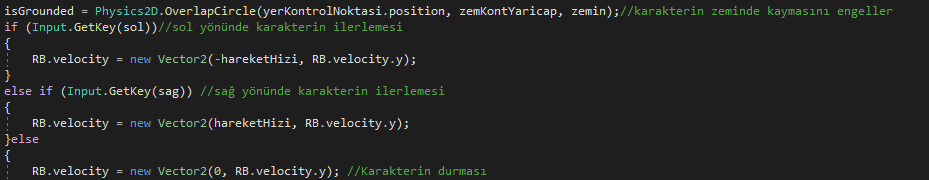 isGrounded = Physics2D.OverlapCircle(yerKontrolNoktasi.position, zemKontYaricap, zemin);//karakterin zeminde kaymasını engeller
if (Input.GetKey(sol))//sol yönünde karakterin ilerlemesi
{
RB.velocity = new Vector2(-hareketHizi, RB.velocity.y);
}
else if (Input.GetKey(sag)) //sağ yönünde karakterin ilerlemesi
{
RB.velocity = new Vector2(hareketHizi, RB.velocity.y);
}else
{
RB.velocity = new Vector2(0, RB.velocity.y); //Karakterin durması